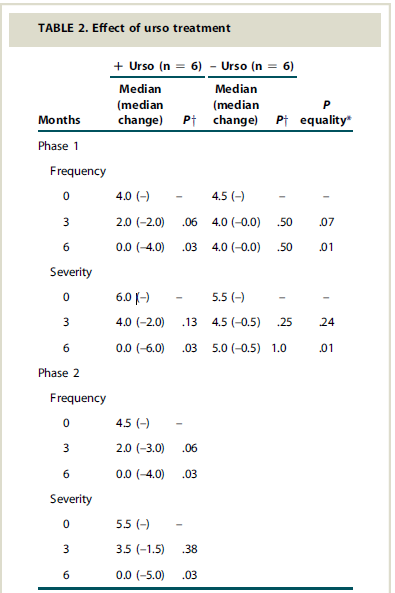 TABLE 2. Effect of urso treatment
+ Urso (n = 6) – Urso (n = 6)
Median Median
(median (median P
Months change) P† change) P† equality*
Phase 1
Frequency
0 4.0 (–) – 4.5 (–) – –
3 2.0 (–2.0) .06 4.0 (–0.0) .50 .07
6 0.0 (–4.0) .03 4.0 (–0.0) .50 .01
Severity
0 6.0 (–) – 5.5 (–) – –
3 4.0 (–2.0) .13 4.5 (–0.5) .25 .24
6 0.0 (–6.0) .03 5.0 (–0.5) 1.0 .01
Phase 2
Frequency
0 4.5 (–) –
3 2.0 (–3.0) .06
6 0.0 (–4.0) .03
Severity
0 5.5 (–) –
3 3.5 (–1.5) .38
6 0.0 (–5.0) .03